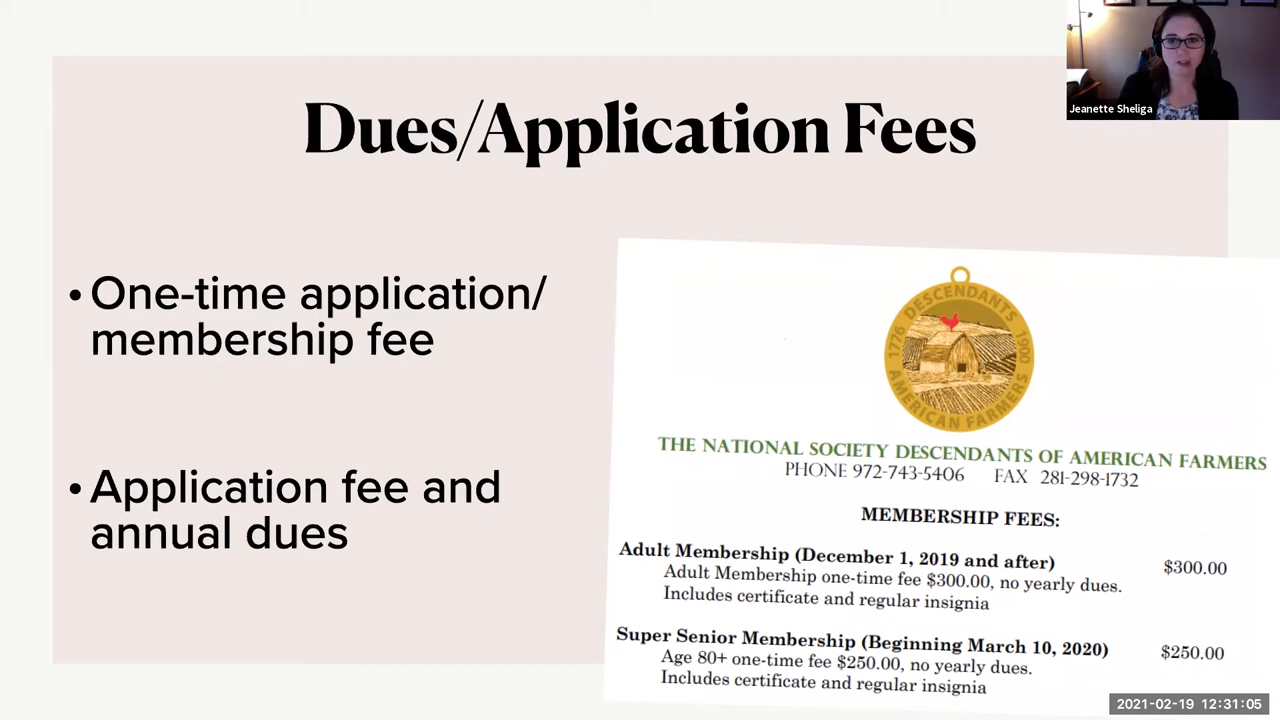 Jeanette Sheliga
Dues/Application Fees
• One-time application/
membership fee
• Application fee and
annual dues
1776 DESCENDANTS 1900
AMERICAN FARMERS
THE NATIONAL SOCIETY DESCENDANTS OF AMERICAN FARMERS
PHONE 972-743-5406 FAX 281-298-1732
MEMBERSHIP FEES:
Adult Membership (December 1, 2019 and after) $300.00
Adult Membership one-time fee $300.00, no yearly dues.
Includes certificate and regular insignia
Super Senior Membership (Beginning March 10, 2020) $250.00
Age 80+ one-time fee $250.00, no yearly dues.
Includes certificate and regular insignia
2021-02-19 12:31:05